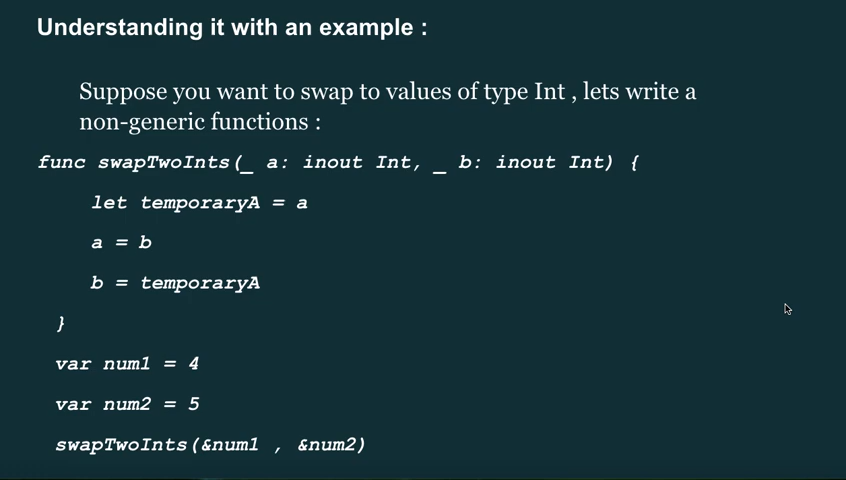 Understanding it with an example :
Suppose you want to swap to values of type Int , lets write a
non-generic functions :
func swapTwoInts(_ a: inout Int, _ b: inout Int) {
let temporaryA = a
a = b
b = temporaryA
}
var num1 = 4
var num2 = 5
swapTwoInts(&num1 , &num2)